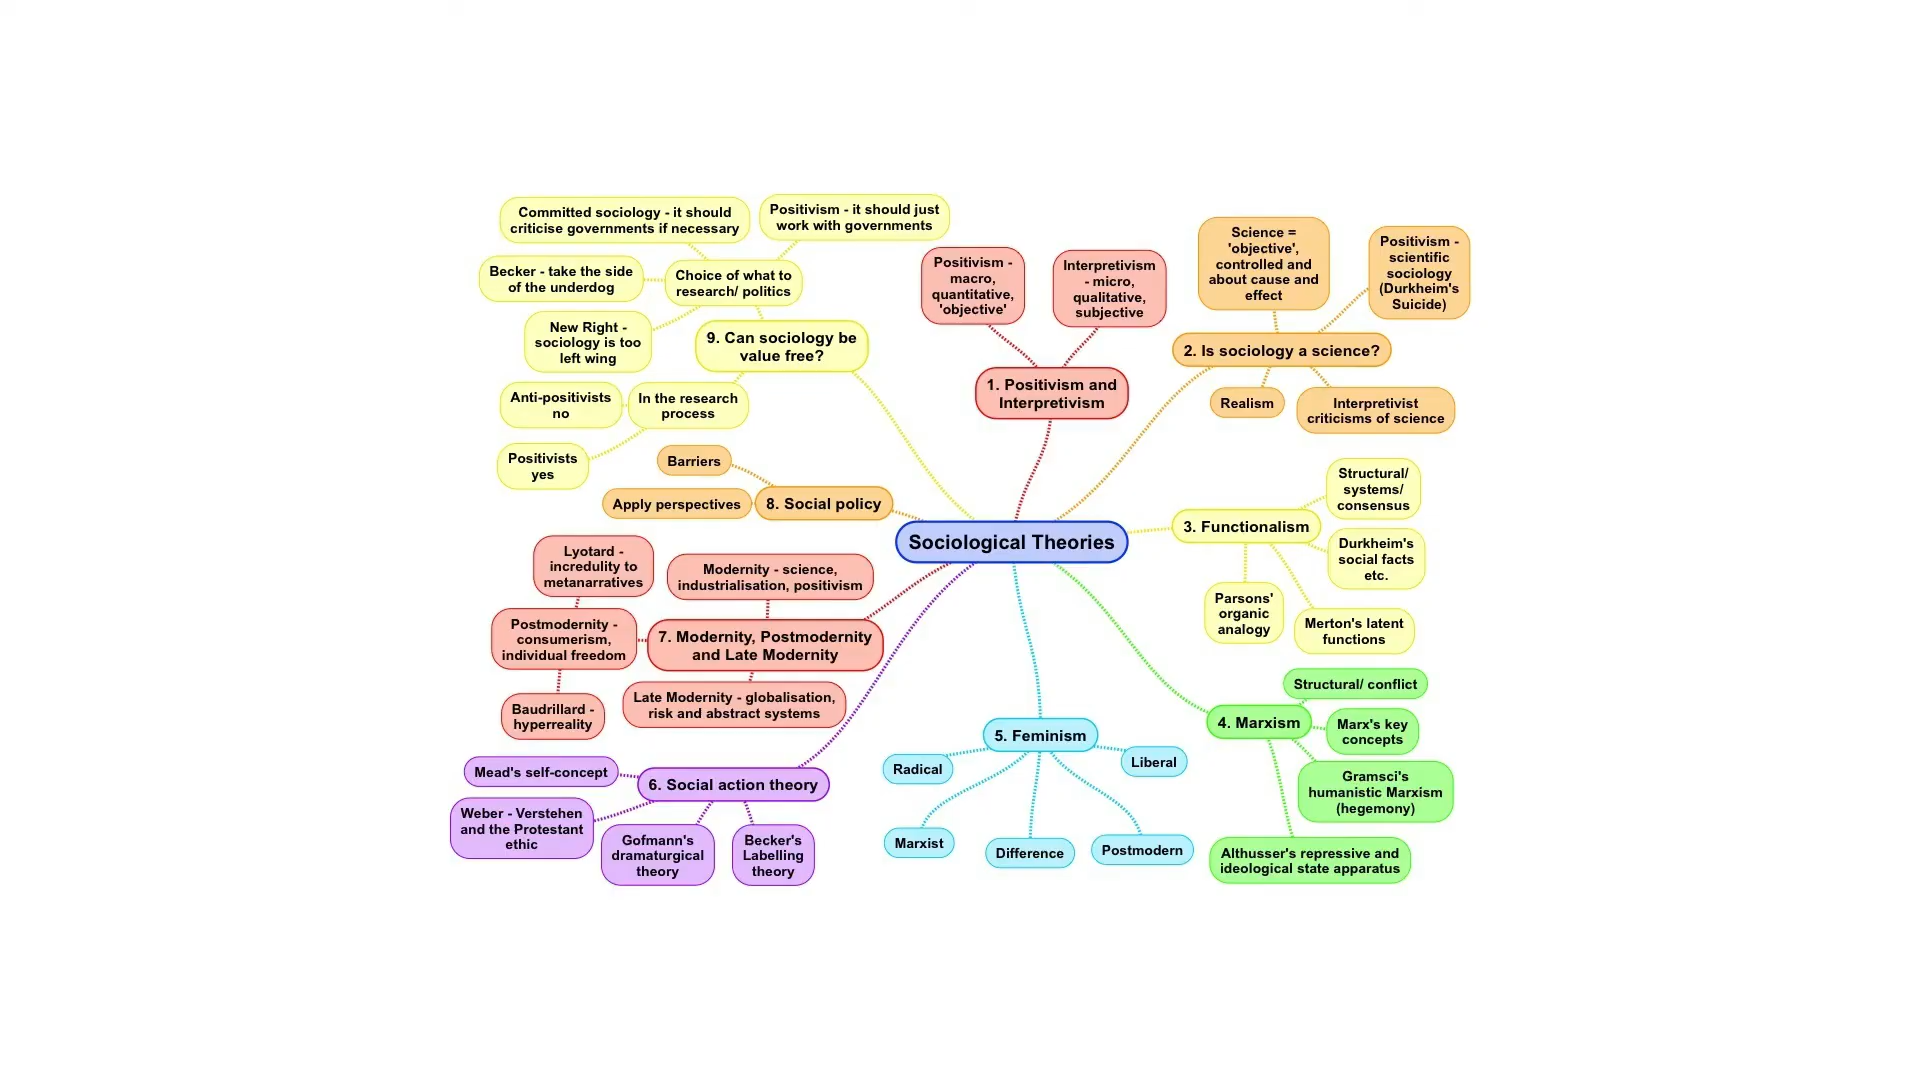 Committed sociology - it should
criticise governments if necessary
Positivism - it should just
work with governments
Becker - take the side
of the underdog
Choice of what to
research/ politics
New Right -
sociology is too
left wing
9. Can sociology be
value free?
Anti-positivists
no
In the research
process
Positivists
yes
Positivism -
macro,
quantitative,
'objective'
Interpretivism
- micro,
qualitative,
subjective
1. Positivism and
Interpretivism
Science =
'objective',
controlled and
about cause and
effect
Positivism -
scientific
sociology
(Durkheim's
Suicide)
2. Is sociology a science?
Realism
Interpretivist
criticisms of science
Barriers
Apply perspectives
8. Social policy
Sociological Theories
3. Functionalism
Structural/
systems/
consensus
Durkheim's
social facts
etc.
Parsons'
organic
analogy
Merton's latent
functions
Lyotard -
incredulity to
metanarratives
Modernity - science,
industrialisation, positivism
Postmodernity -
consumerism,
individual freedom
7. Modernity, Postmodernity
and Late Modernity
Baudrillard -
hyperreality
Late Modernity - globalisation,
risk and abstract systems
Structural/ conflict
4. Marxism
Marx's key
concepts
Gramsci's
humanistic Marxism
(hegemony)
Althusser's repressive and
ideological state apparatus
5. Feminism
Radical
Liberal
Marxist
Difference
Postmodern
Mead's self-concept
6. Social action theory
Weber - Verstehen
and the Protestant
ethic
Gofmann's
dramaturgical
theory
Becker's
Labelling
theory